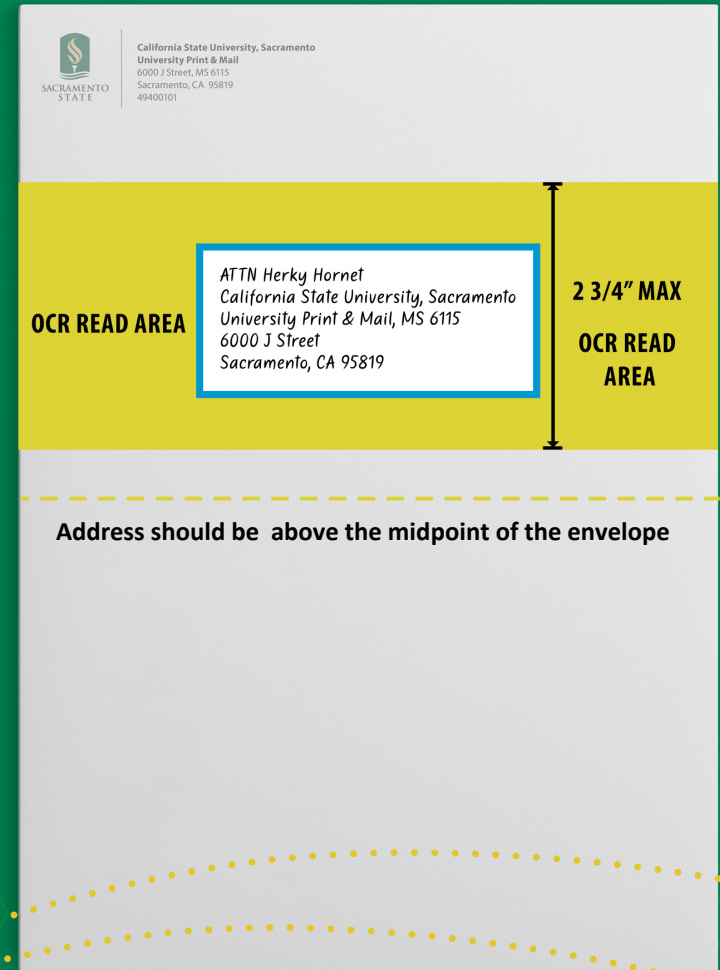 SACRAMENTO
STATE
California State University, Sacramento
University Print & Mail
6000 J Street, MS 6115
Sacramento, CA 95819
49400101
OCR READ AREA
ATTN Herky Hornet
California State University, Sacramento
University Print & Mail, MS 6115
6000 J Street
Sacramento, CA 95819
2 3/4" MAX
OCR READ
AREA
Address should be above the midpoint of the envelope